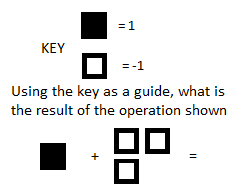 = 1
KEY
= -1
Using the key as a guide, what is
the result of the operation shown
+ =